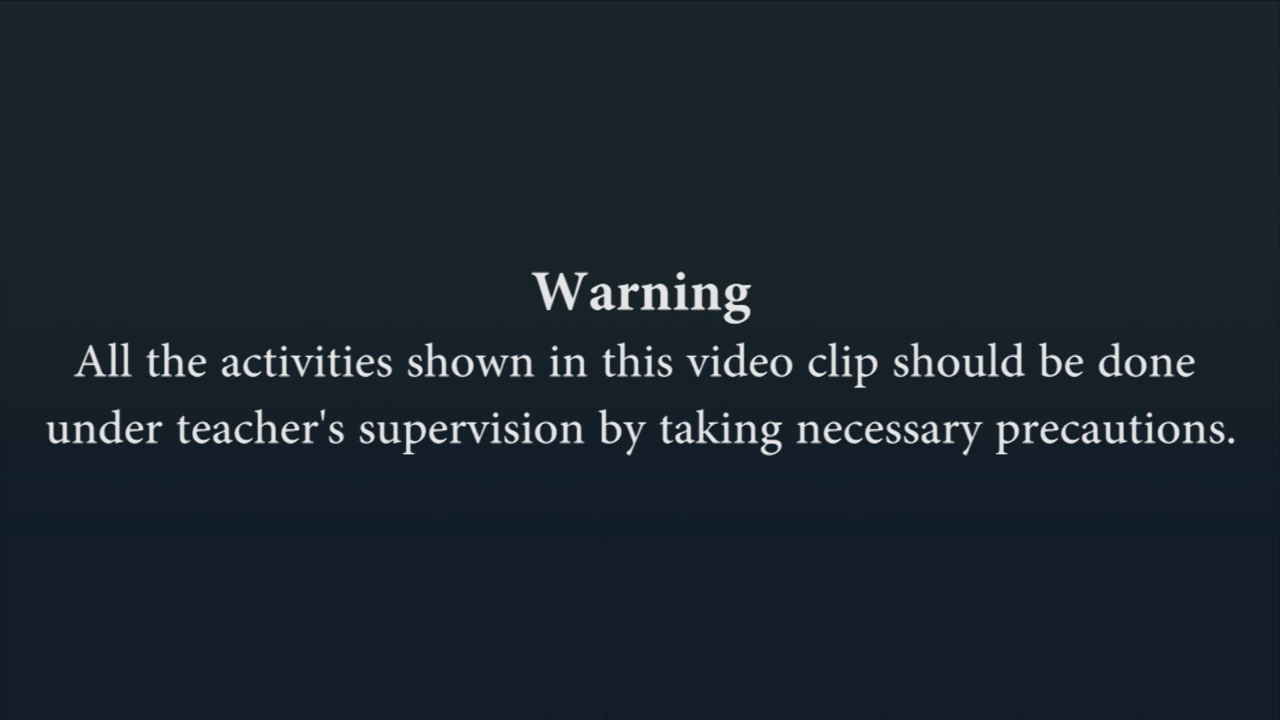 Warning
All the activities shown in this video clip should be done
under teacher's supervision by taking necessary precautions.